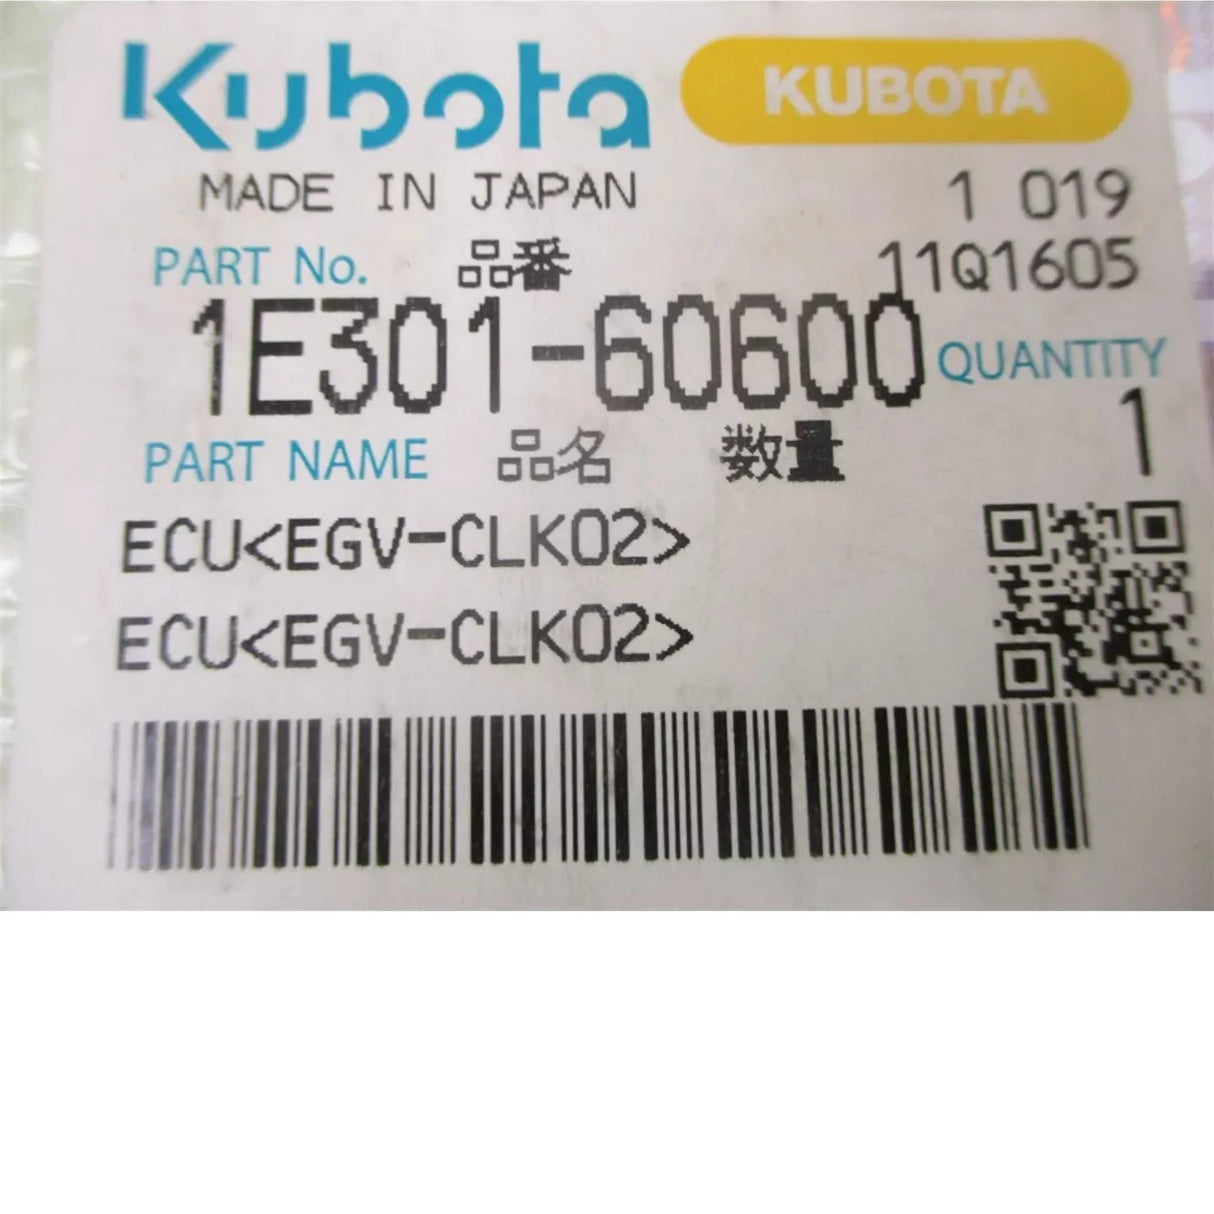 Kubota KUBOTA
MADE IN JAPAN 1 019
PART No. 品番 11Q1605
1E301-60600 QUANTITY
1
PART NAME 品名 数量
ECU<EGV-CLK02>
ECU<EGV-CLK02>